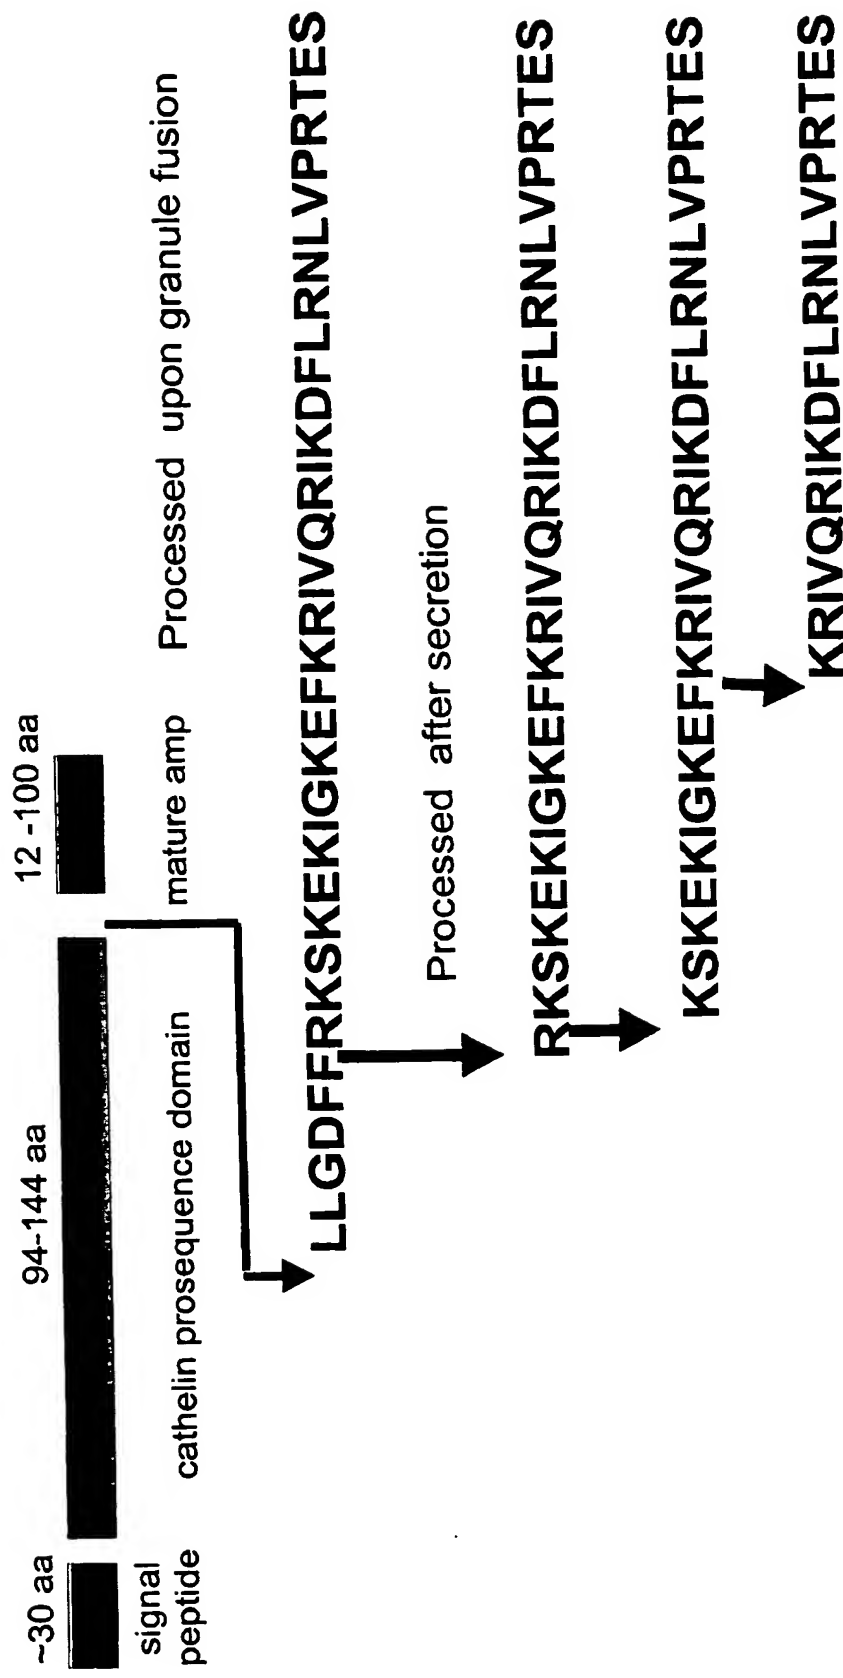 ~30 aa
94-144 aa
12 -100 aa
signal
peptide
cathelin prosequence domain
mature amp
Processed upon granule fusion
LLGDFFRKSKEKIGKEFKRIVQRIKDFLRNLVPRTES
Processed after secretion
RKSKEKIGKEFKRIVQRIKDFLRNLVPRTES
KSKEKIGKEFKRIVQRIKDFLRNLVPRTES
KRIVQRIKDFLRNLVPRTES